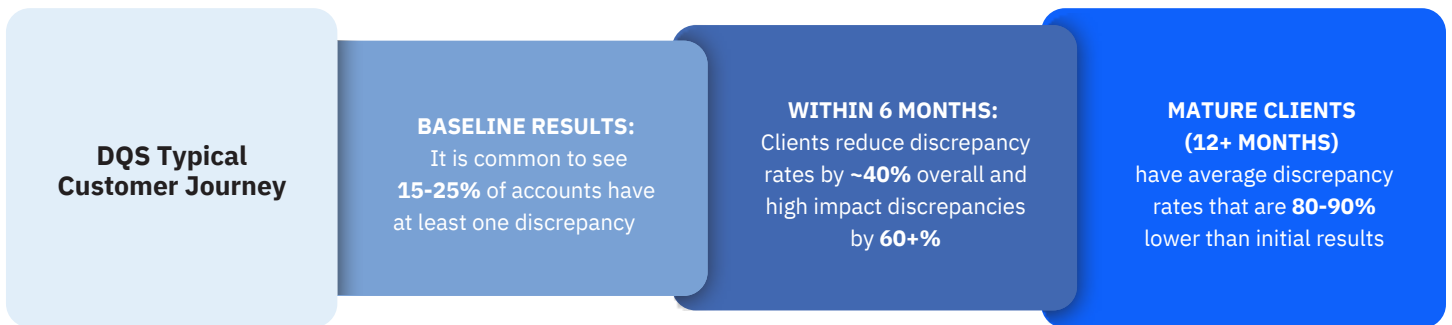 DQS Typical
Customer Journey
BASELINE RESULTS:
It is common to see
15-25% of accounts have
at least one discrepancy
WITHIN 6 MONTHS:
Clients reduce discrepancy
rates by ~40% overall and
high impact discrepancies
by 60+%
MATURE CLIENTS
(12+ MONTHS)
have average discrepancy
rates that are 80-90%
lower than initial results